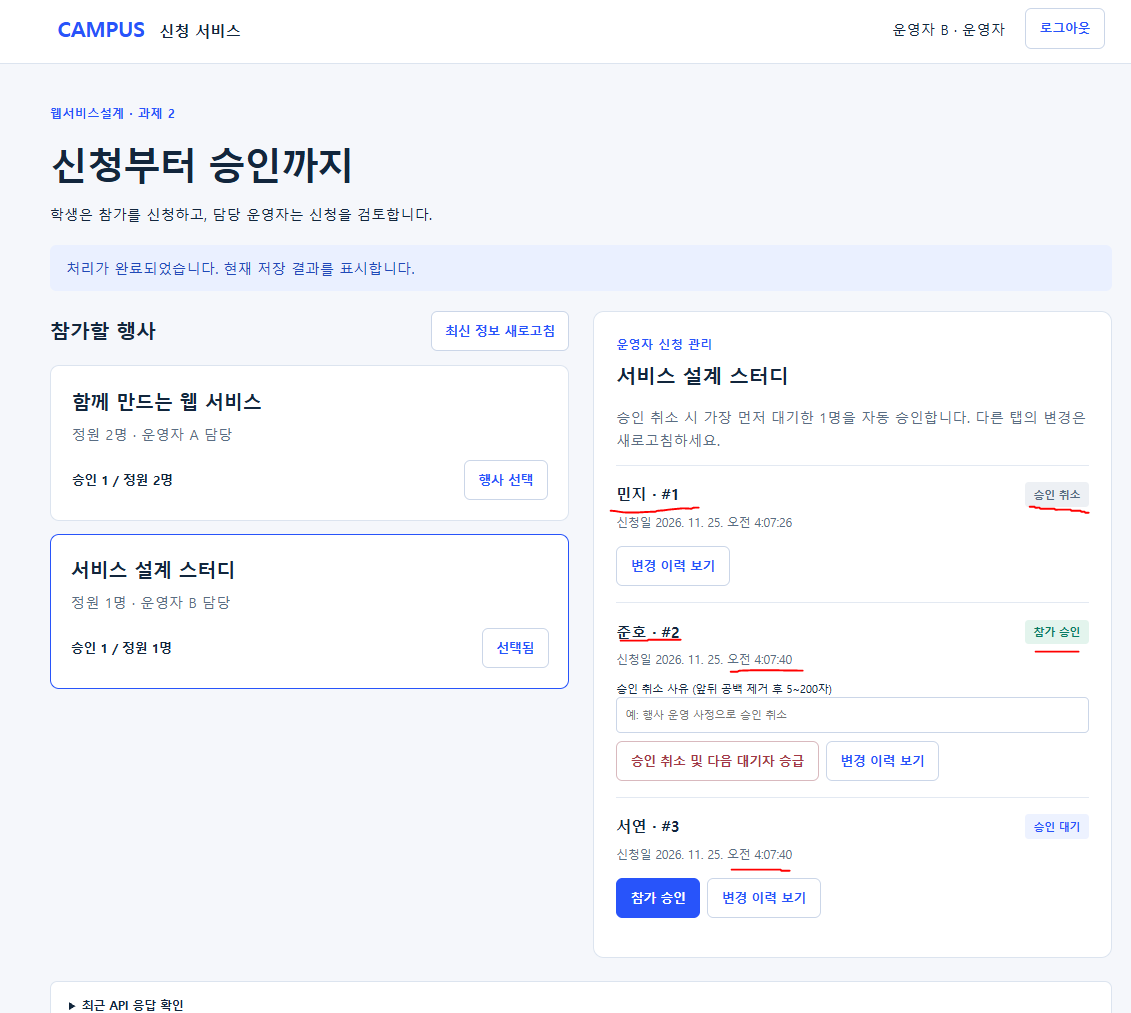 CAMPUS 신청 서비스
운영자 B · 운영자
로그아웃
웹서비스설계 · 과제 2
신청부터 승인까지
학생은 참가를 신청하고, 담당 운영자는 신청을 검토합니다.
처리가 완료되었습니다. 현재 저장 결과를 표시합니다.
참가할 행사
최신 정보 새로고침
함께 만드는 웹 서비스
정원 2명 · 운영자 A 담당
승인 1 / 정원 2명
행사 선택
서비스 설계 스터디
정원 1명 · 운영자 B 담당
승인 1 / 정원 1명
선택됨
운영자 신청 관리
서비스 설계 스터디
승인 취소 시 가장 먼저 대기한 1명을 자동 승인합니다. 다른 탭의 변경은
새로고침하세요.
민지 · #1
승인 취소
신청일 2026. 11. 25. 오전 4:07:26
변경 이력 보기
준호 · #2
참가 승인
신청일 2026. 11. 25. 오전 4:07:40
승인 취소 사유 (앞뒤 공백 제거 후 5~200자)
예: 행사 운영 사정으로 승인 취소
승인 취소 및 다음 대기자 승급
변경 이력 보기
서연 · #3
승인 대기
신청일 2026. 11. 25. 오전 4:07:40
참가 승인
변경 이력 보기
▶ 최근 API 응답 확인